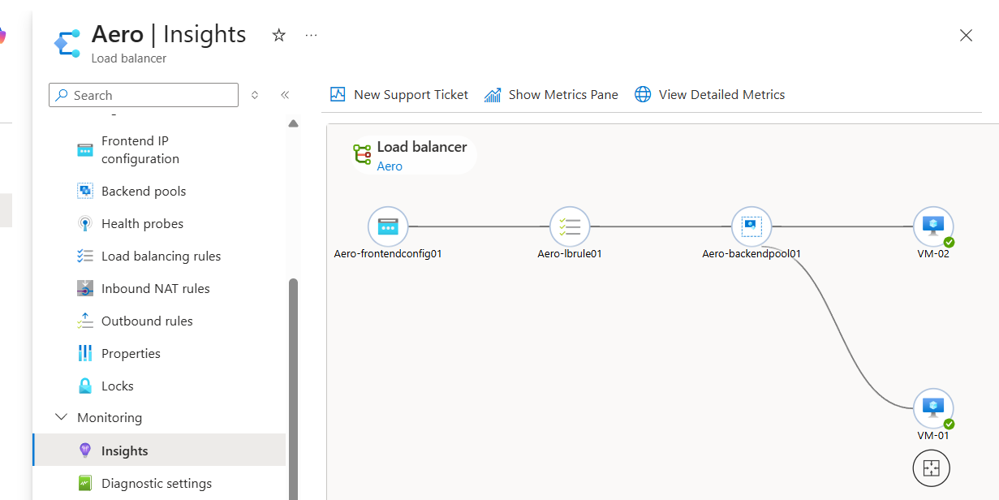 Aero | Insights
Load balancer
Search
Frontend IP
configuration
Backend pools
Health probes
Load balancing rules
Inbound NAT rules
Outbound rules
Properties
Locks
Monitoring
Insights
Diagnostic settings
New Support Ticket
Show Metrics Pane
View Detailed Metrics
Load balancer
Aero
Aero-frontendconfig01
Aero-lbrule01
Aero-backendpool01
VM-02
VM-01